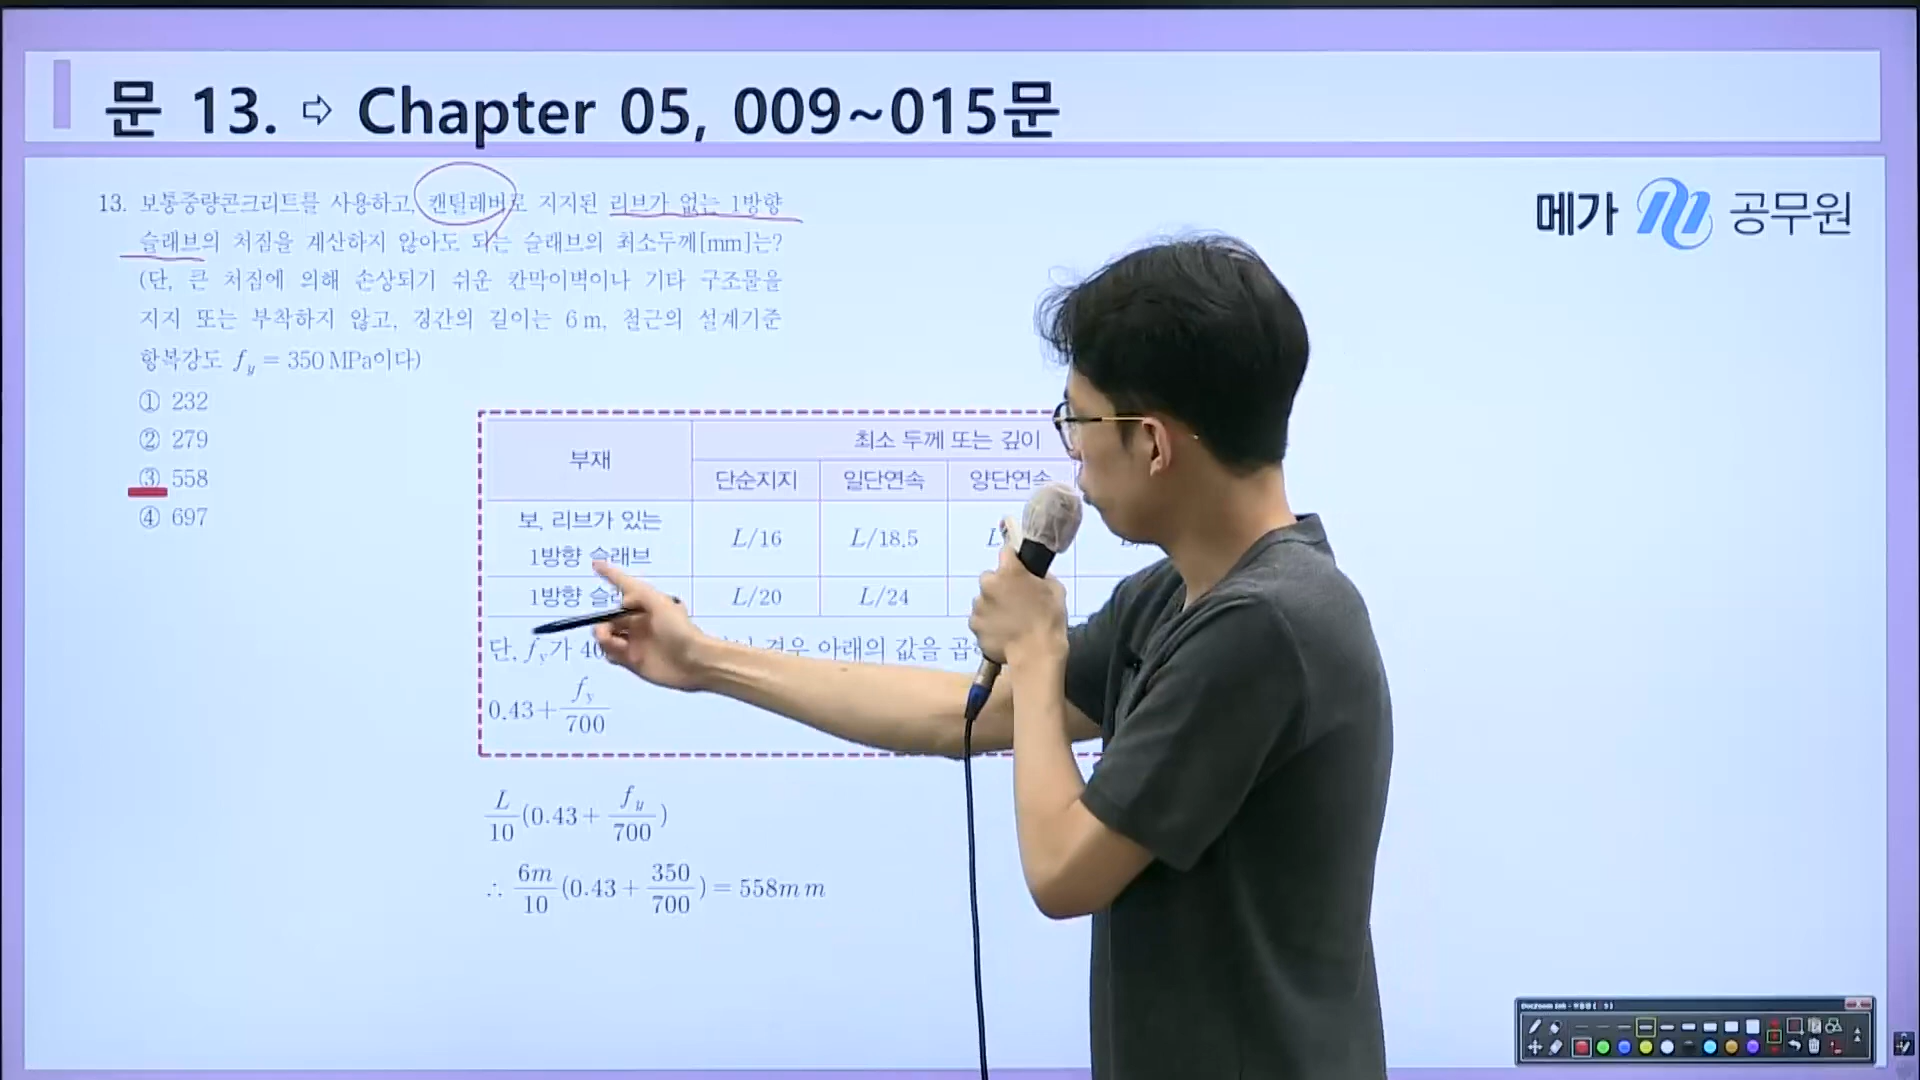 문 13. ⇨ Chapter 05, 009~015문
메가 공무원
13. 보통중량콘크리트를 사용하고, 캔틸레버로 지지된 리브가 없는 1방향
슬래브의 처짐을 계산하지 않아도 되는 슬래브의 최소두께[mm]는?
(단, 큰 처짐에 의해 손상되기 쉬운 칸막이벽이나 기타 구조물을
지지 또는 부착하지 않고, 경간의 길이는 6 m, 철근의 설계기준
항복강도 f_y = 350 MPa이다)
① 232
② 279
③ 558
④ 697
부재 최소 두께 또는 깊이
단순지지 일단연속 양단연속
보, 리브가 있는
1방향 슬래브 L/16 L/18.5
1방향 L/20 L/24
단, f_y가 경우 아래의 값을
0.43+f_y/700
L/10(0.43+f_y/700)
∴ 6m/10(0.43+350/700)=558mm